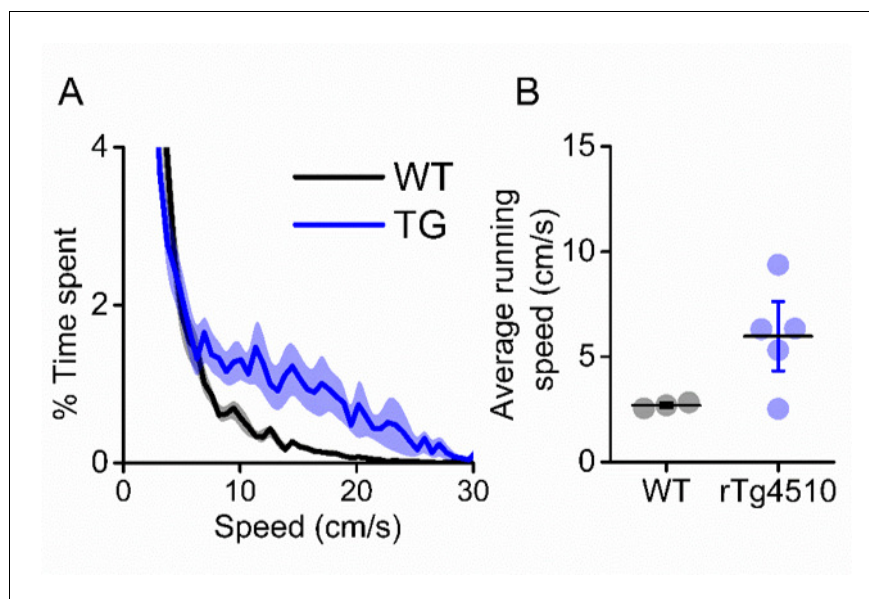 A
4
2
0
% Time spent
WT
TG
0 10 20 30
Speed (cm/s)
B
15
10
5
0
Average running
speed (cm/s)
WT rTg4510